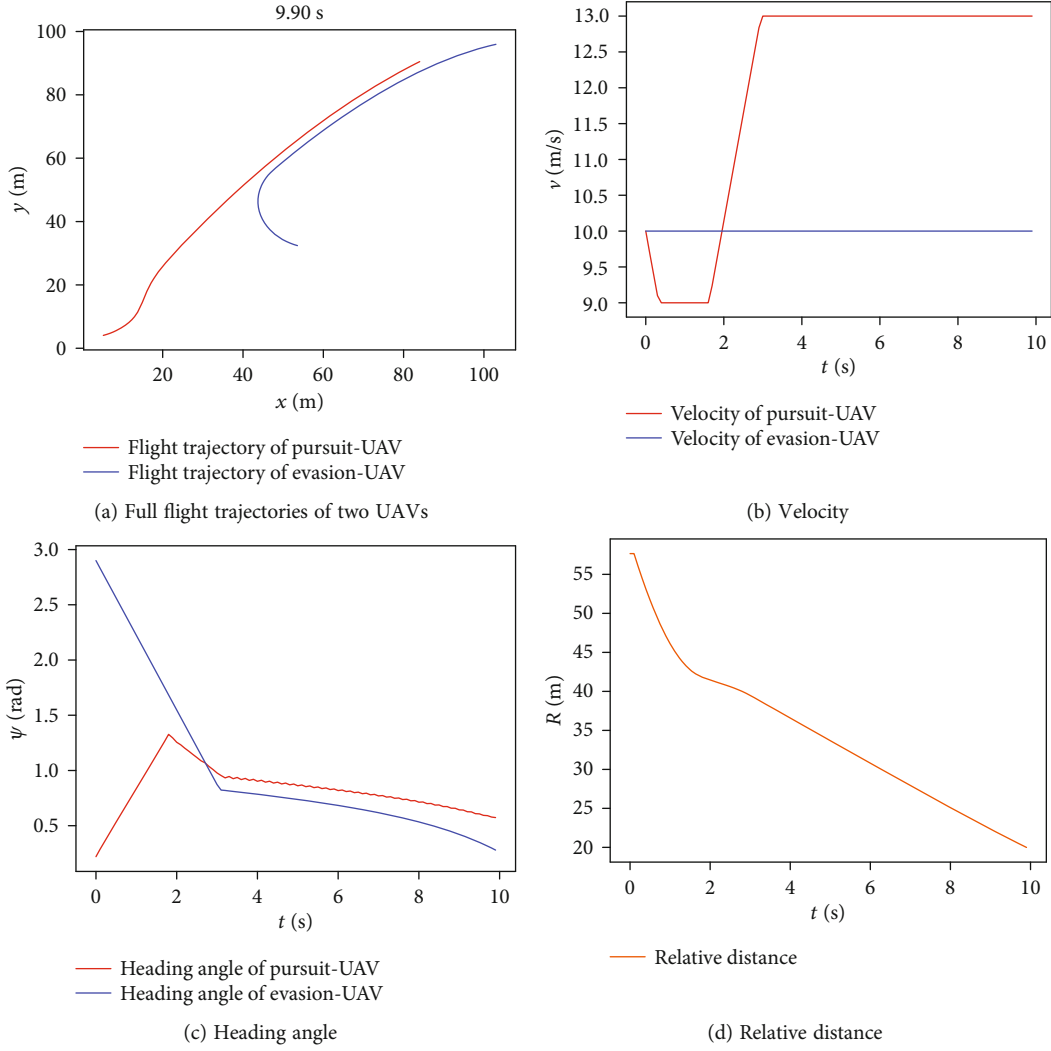 9.90 s
100
80
60
40
20
0
y (m)
20
40
60
80
100
x (m)
Flight trajectory of pursuit-UAV
Flight trajectory of evasion-UAV
(a) Full flight trajectories of two UAVs
13.0
12.5
12.0
11.5
11.0
10.5
10.0
9.5
9.0
v (m/s)
0
2
4
6
8
10
t (s)
Velocity of pursuit-UAV
Velocity of evasion-UAV
(b) Velocity
3.0
2.5
2.0
1.5
1.0
0.5
ψ (rad)
0
2
4
6
8
10
t (s)
Heading angle of pursuit-UAV
Heading angle of evasion-UAV
(c) Heading angle
55
50
45
40
35
30
25
20
R (m)
0
2
4
6
8
10
t (s)
Relative distance
(d) Relative distance